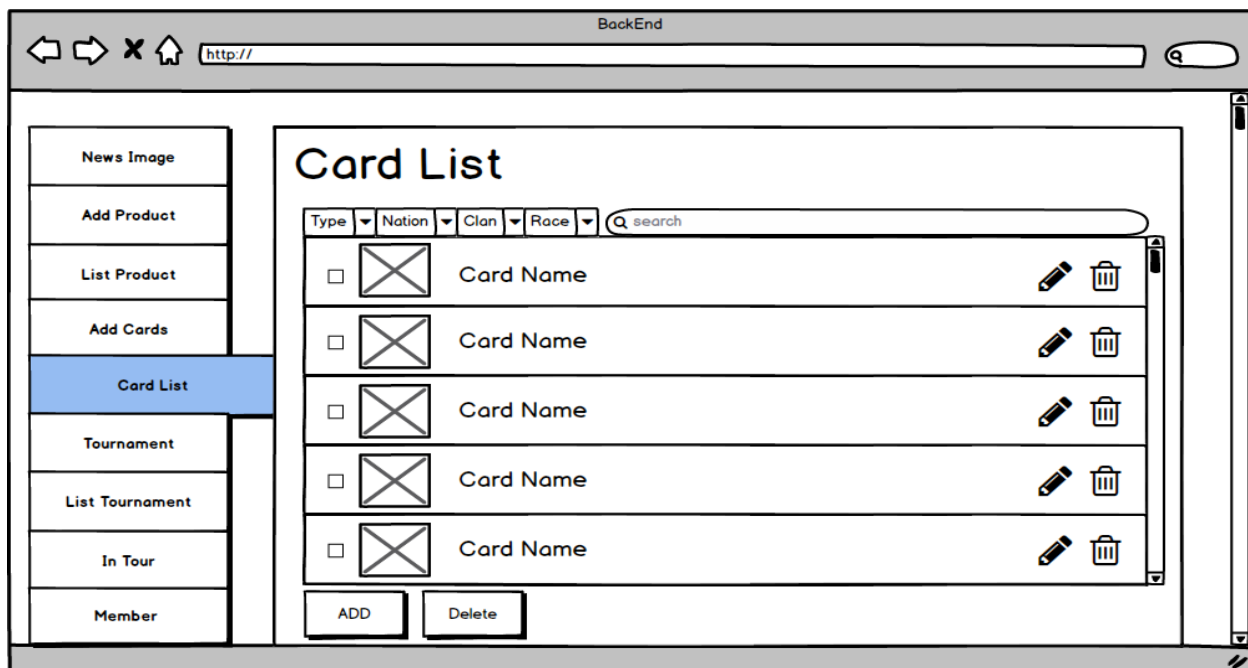 BackEnd
http://
News Image
Add Product
List Product
Add Cards
Card List
Tournament
List Tournament
In Tour
Member
Card List
Type Nation Clan Race search
Card Name
Card Name
Card Name
Card Name
Card Name
ADD Delete